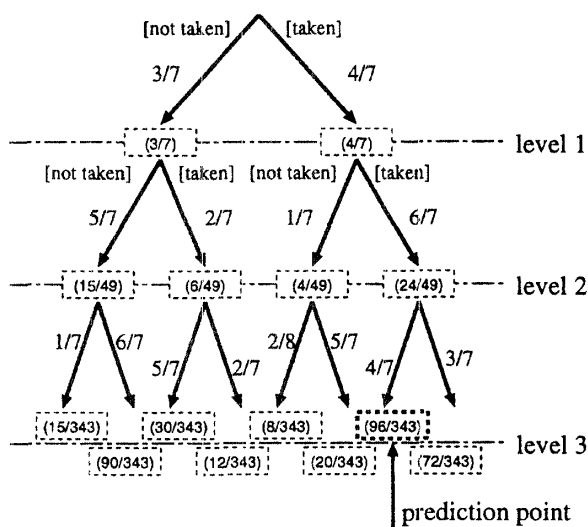 [not taken] [taken]
3/7 4/7
(3/7) (4/7) level 1
[not taken] [taken] [not taken] [taken]
5/7 2/7 1/7 6/7
(15/49) (6/49) (4/49) (24/49) level 2
1/7 6/7 5/7 2/7 2/8 5/7 4/7 3/7
(15/343) (30/343) (8/343) (96/343)
level 3
(90/343) (12/343) (20/343) (72/343)
prediction point